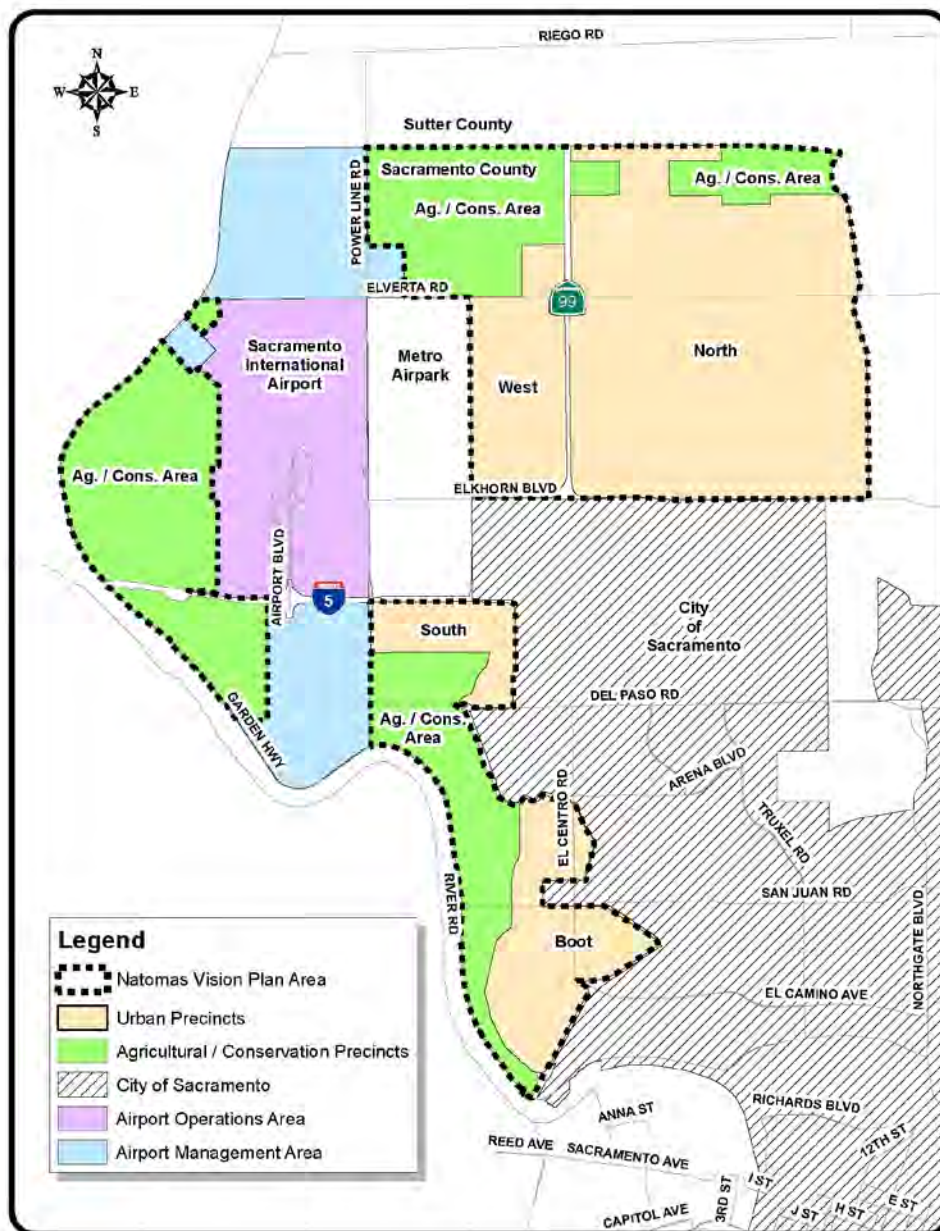 RIEGO RD
N
W E
S
Sutter County
POWER LINE RD
Sacramento County
Ag. / Cons. Area
Ag. / Cons. Area
ELVERTA RD
99
Sacramento
International
Airport
Metro
Airpark
West
North
Ag. / Cons. Area
ELKHORN BLVD
AIRPORT BLVD
5
South
City
of
Sacramento
DEL PASO RD
GARDEN HWY
Ag. / Cons.
Area
ARENA BLVD
EL CENTRO RD
TRUXEL RD
RIVER RD
SAN JUAN RD
Boot
NORTHGATE BLVD
EL CAMINO AVE
Legend
Natomas Vision Plan Area
Urban Precincts
Agricultural / Conservation Precincts
City of Sacramento
Airport Operations Area
Airport Management Area
RICHARDS BLVD
ANNA ST
12TH ST
REED AVE
SACRAMENTO AVE
I ST
3RD ST
E ST
H ST
J ST
CAPITOL AVE